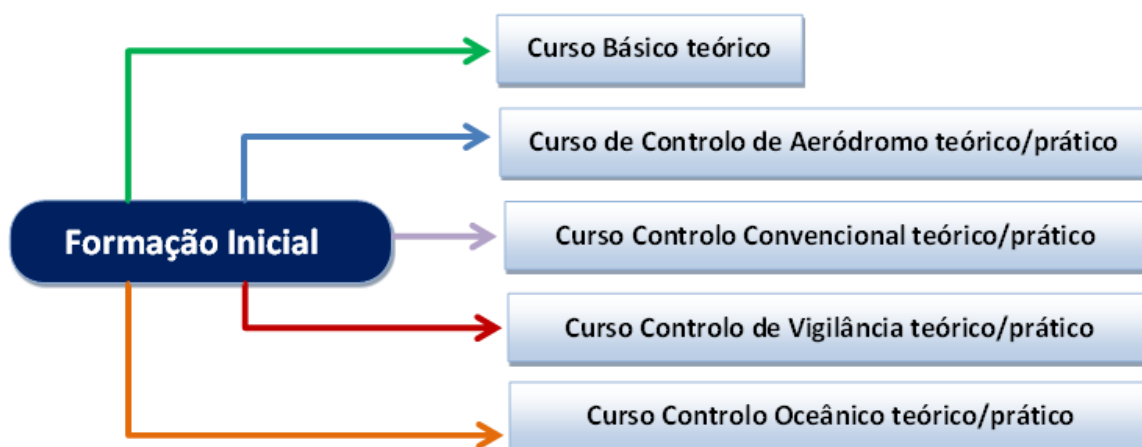 Curso Básico teórico
Curso de Controlo de Aeródromo teórico/prático
Formação Inicial
Curso Controlo Convencional teórico/prático
Curso Controlo de Vigilância teórico/prático
Curso Controlo Oceânico teórico/prático